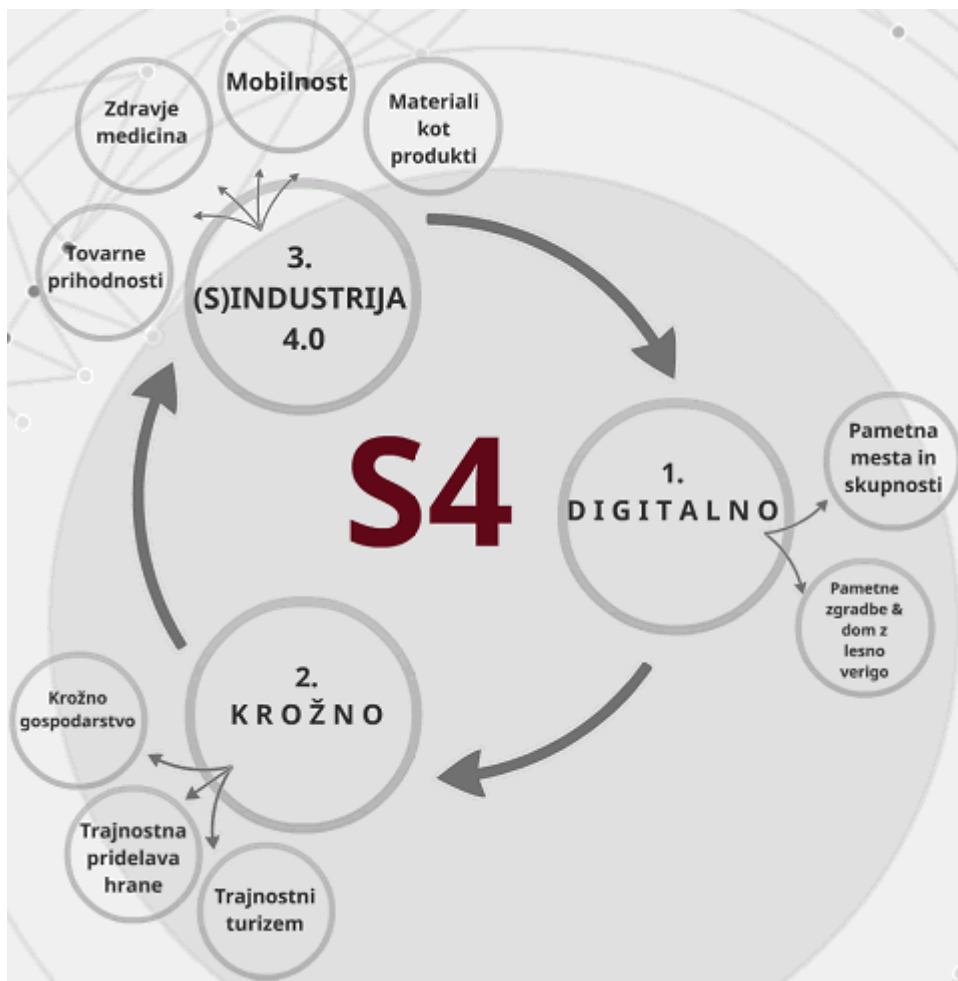 Mobilnost
Zdravje
medicina
Materiali
kot
produkti
Tovarne
prihodnosti
3.
(S)INDUSTRIJA
4.0
S4
1.
DIGITALNO
Pametna
mesta in
skupnosti
Pametne
zgradbe &
dom z
lesno
verigo
2.
KROŽNO
Krožno
gospodarstvo
Trajnostna
pridelava
hrane
Trajnostni
turizem